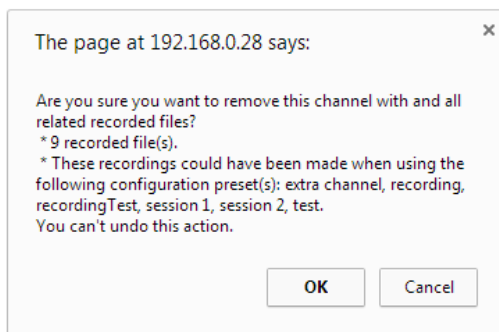 The page at 192.168.0.28 says:
Are you sure you want to remove this channel with and all
related recorded files?
* 9 recorded file(s).
* These recordings could have been made when using the
following configuration preset(s): extra channel, recording,
recordingTest, session 1, session 2, test.
You can't undo this action.
OK Cancel